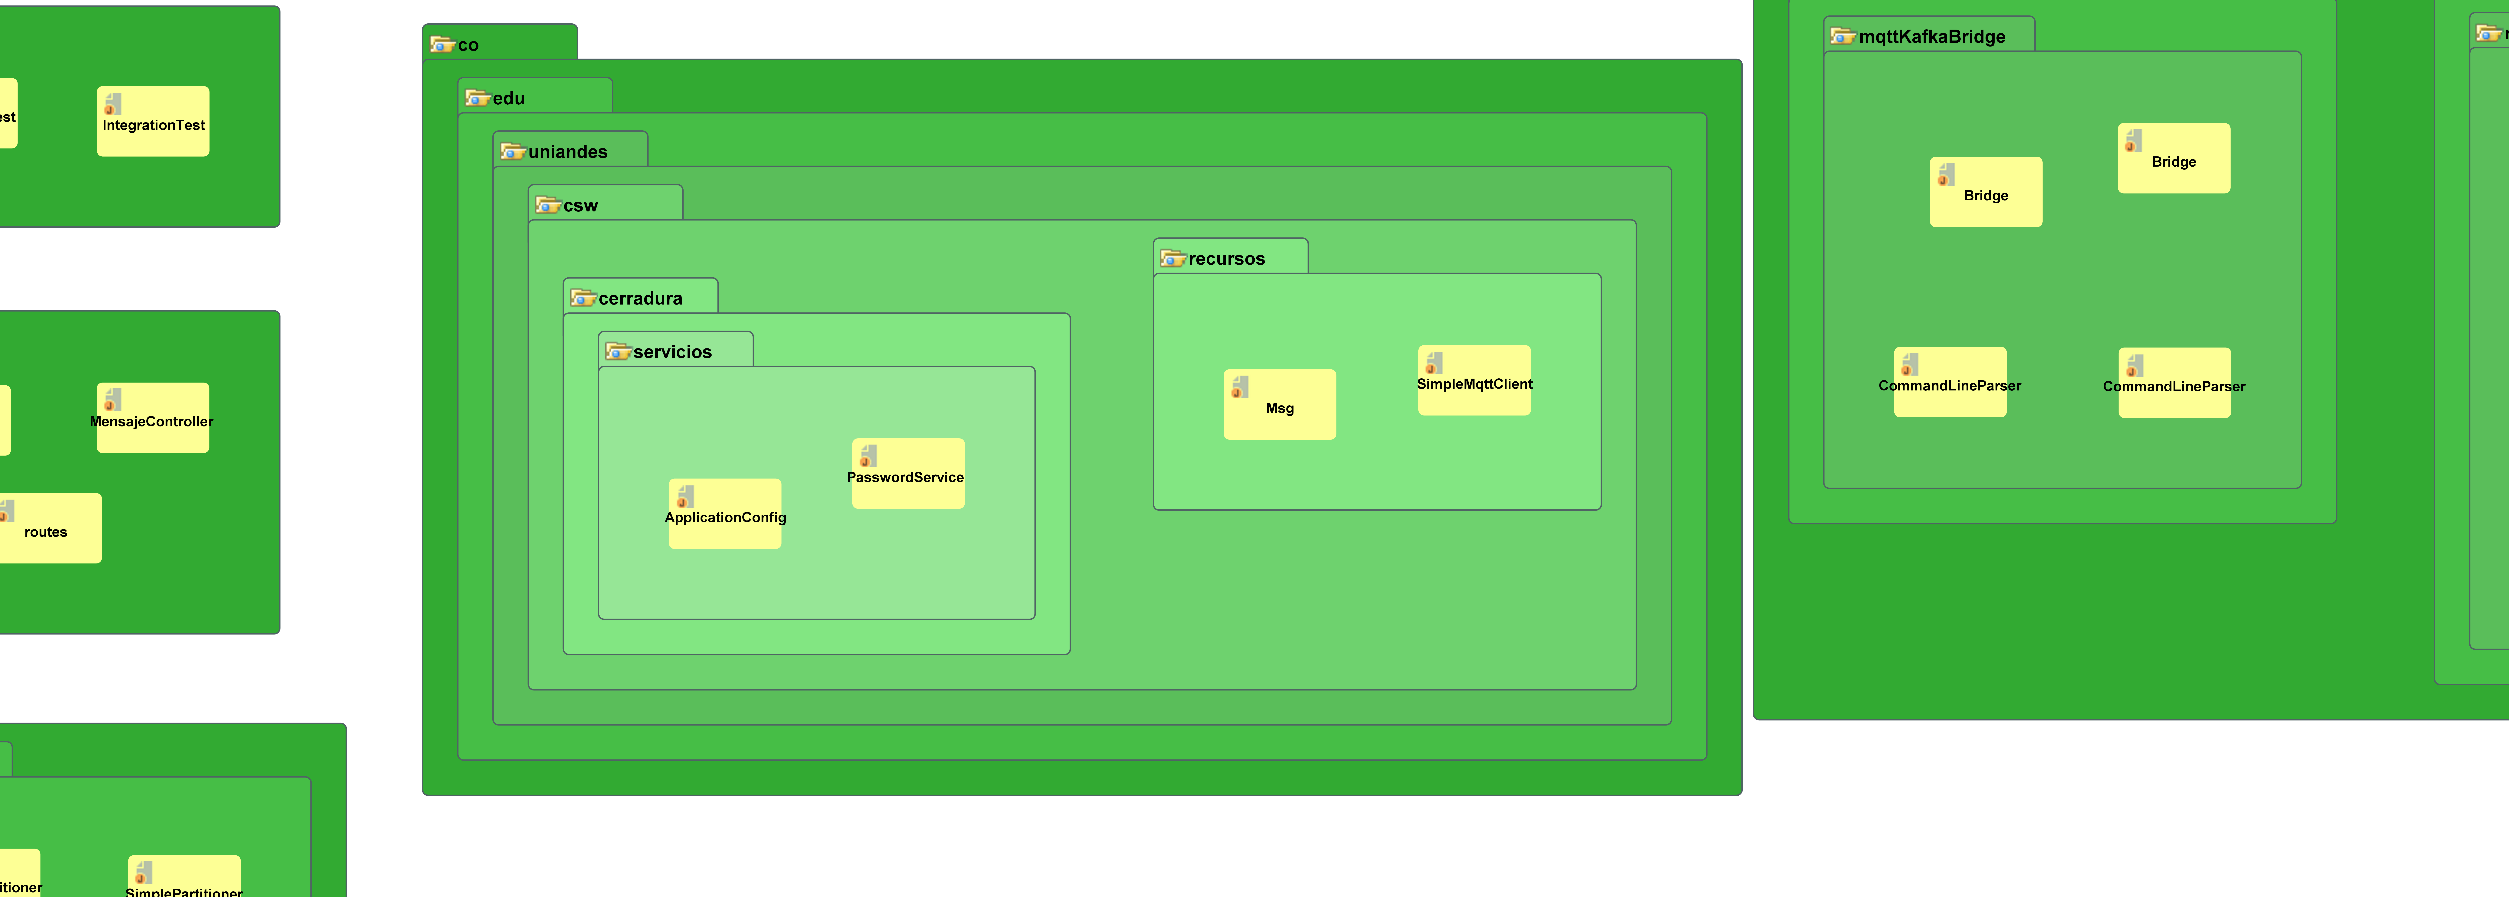 IntegrationTest
MensajeController
routes
SimplePartitioner
co
edu
uniandes
csw
cerradura
servicios
ApplicationConfig
PasswordService
recursos
Msg
SimpleMqttClient
mqttKafkaBridge
Bridge
Bridge
CommandLineParser
CommandLineParser